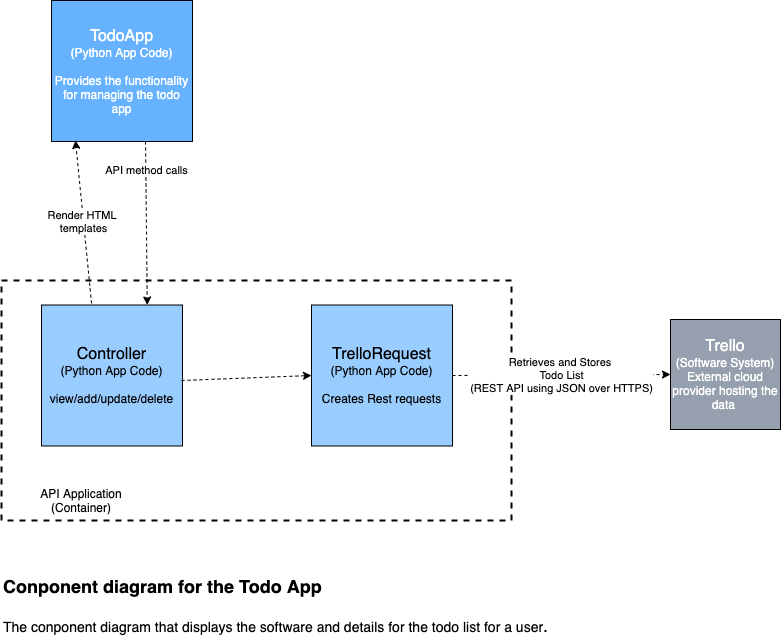 TodoApp
(Python App Code)
Provides the functionality
for managing the todo
app
API method calls
Render HTML
templates
Controller
(Python App Code)
view/add/update/delete
TrelloRequest
(Python App Code)
Creates Rest requests
Retrieves and Stores
Todo List
(REST API using JSON over HTTPS)
Trello
(Software System)
External cloud
provider hosting the
data
API Application
(Container)
Conponent diagram for the Todo App
The conponent diagram that displays the software and details for the todo list for a user.